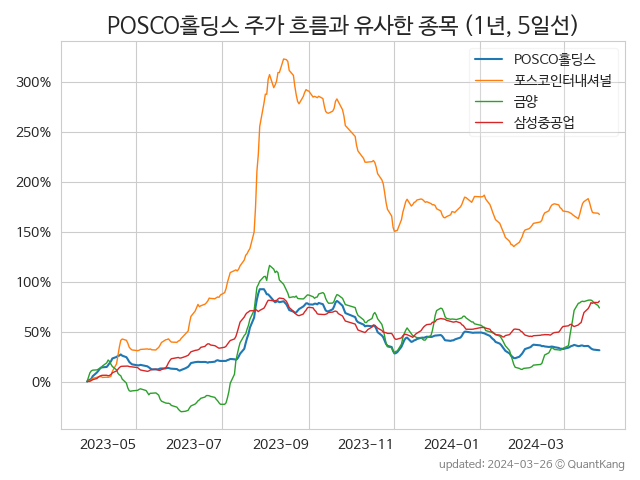 POSCO홀딩스 주가 흐름과 유사한 종목 (1년, 5일선)
POSCO홀딩스
포스코인터내셔널
금양
삼성중공업
300%
250%
200%
150%
100%
50%
0%
2023-05
2023-07
2023-09
2023-11
2024-01
2024-03
updated: 2024-03-26 © QuantKang